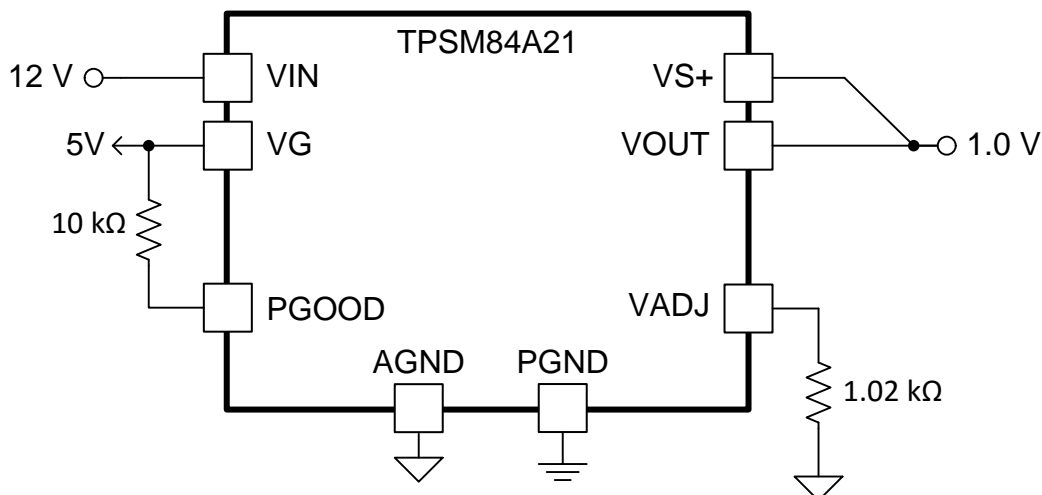 TPSM84A21
12 V
VIN
VS+
5V
VG
VOUT
1.0 V
10 kΩ
PGOOD
VADJ
AGND
PGND
1.02 kΩ